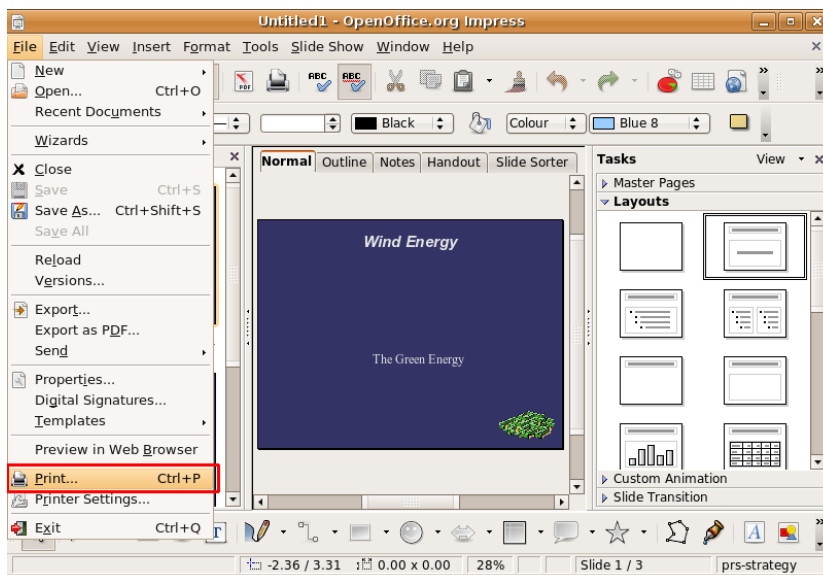 Untitled1 - OpenOffice.org Impress
File Edit View Insert Format Tools Slide Show Window Help
New
Open... Ctrl+O
Recent Documents
Wizards
Close
Save Ctrl+S
Save As... Ctrl+Shift+S
Save All
Reload
Versions...
Export...
Export as PDF...
Send
Properties...
Digital Signatures...
Templates
Preview in Web Browser
Print... Ctrl+P
Printer Settings...
Exit Ctrl+Q
PDF ABC ABC
Black Colour Blue 8
Normal Outline Notes Handout Slide Sorter
Wind Energy
The Green Energy
Tasks View
Master Pages
Layouts
Custom Animation
Slide Transition
T A
-2.36 / 3.31 0.00 x 0.00 28% Slide 1 / 3 prs-strategy